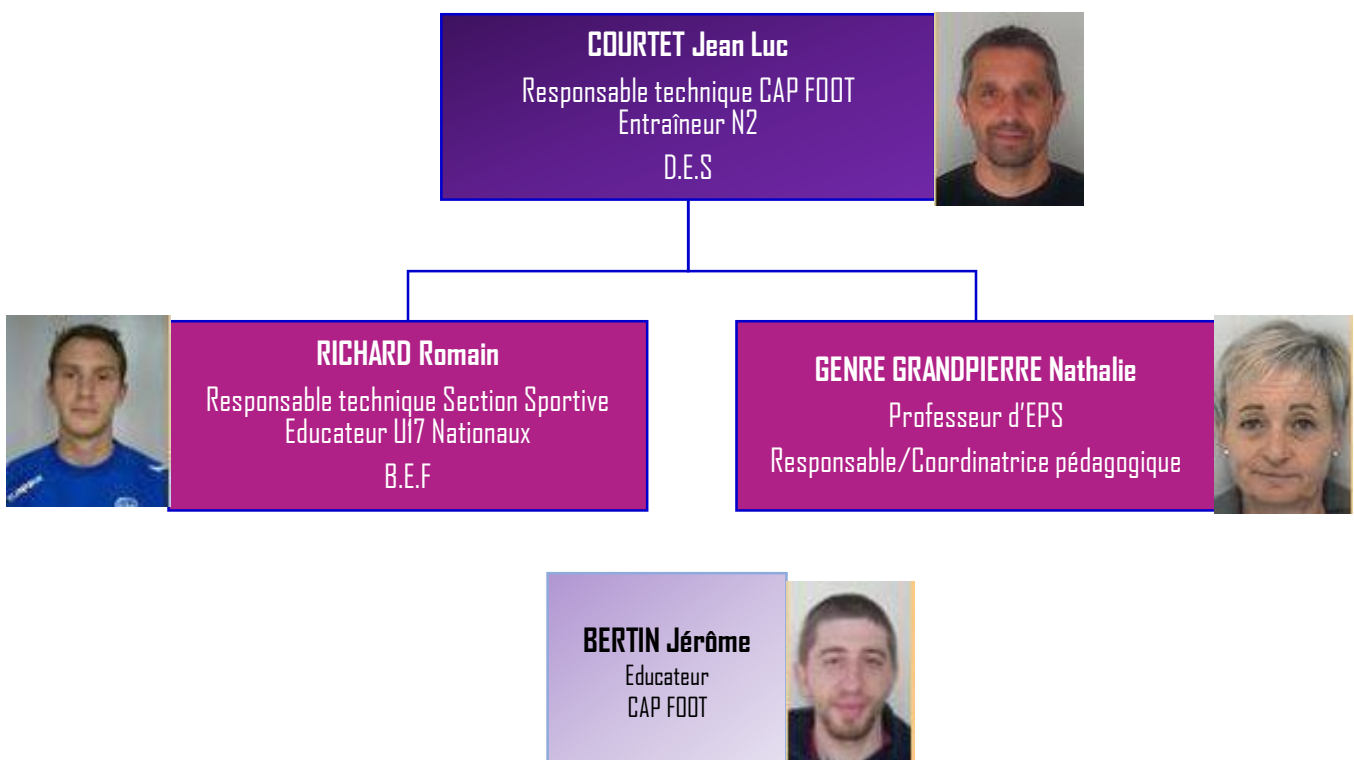 COURTET Jean Luc
Responsable technique CAP FOOT
Entraîneur N2
D.E.S
RICHARD Romain
Responsable technique Section Sportive
Educateur U17 Nationaux
B.E.F
GENRE GRANDPIERRE Nathalie
Professeur d'EPS
Responsable/Coordinatrice pédagogique
BERTIN Jérôme
Educateur
CAP FOOT